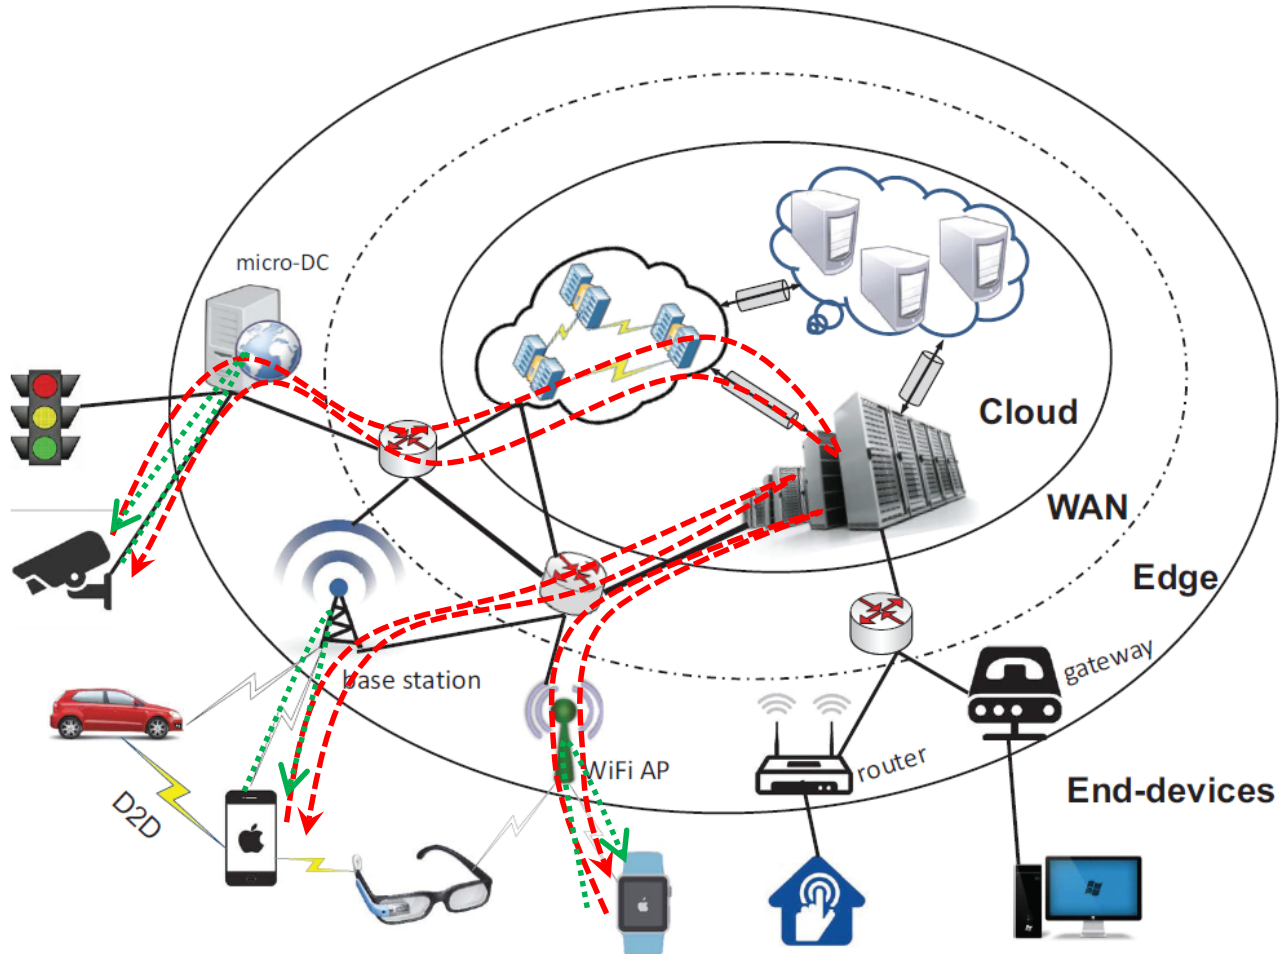 micro-DC
Cloud
WAN
Edge
gateway
base station
WiFi AP
router
End-devices
D2D